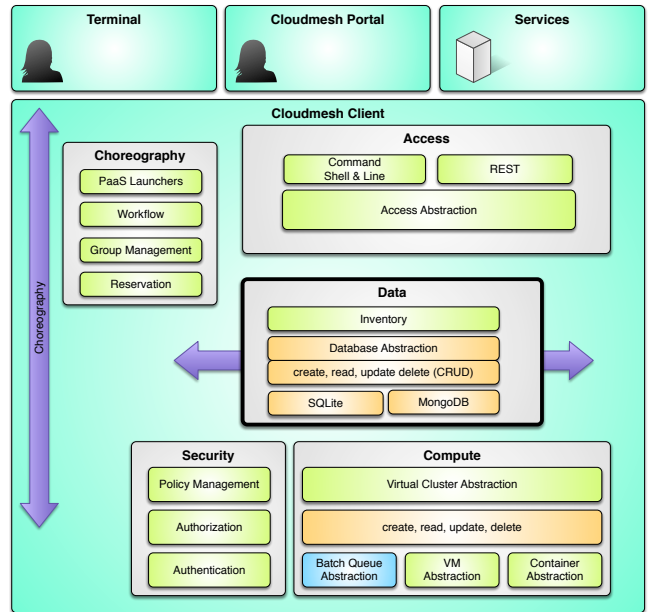 Terminal
Cloudmesh Portal
Services
Cloudmesh Client
Choreography
Choreography
PaaS Launchers
Workflow
Group Management
Reservation
Access
Command
Shell & Line
REST
Access Abstraction
Data
Inventory
Database Abstraction
create, read, update delete (CRUD)
SQLite
MongoDB
Security
Policy Management
Authorization
Authentication
Compute
Virtual Cluster Abstraction
create, read, update, delete
Batch Queue
Abstraction
VM
Abstraction
Container
Abstraction